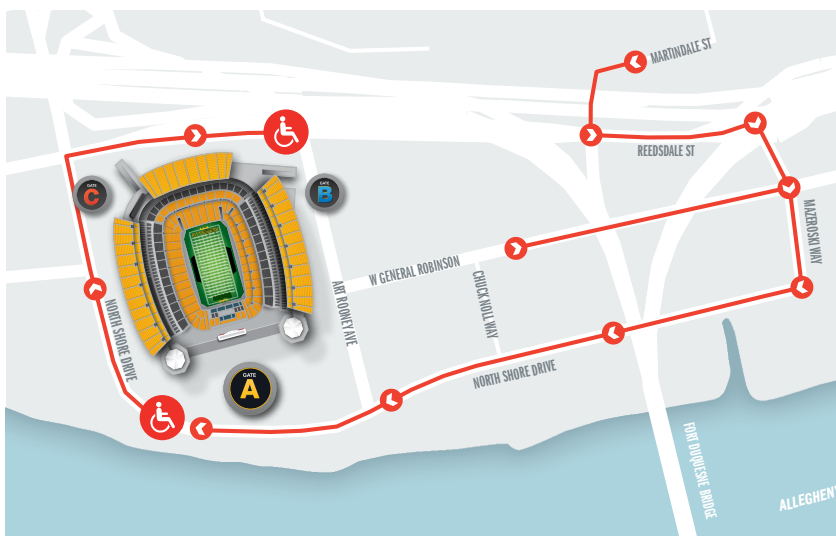 MARTINDALE ST
REEDSDALE ST
GATE
C
GATE
B
MAZEROSKI WAY
W GENERAL ROBINSON
ART ROONEY AVE
CHUCK NOLL WAY
NORTH SHORE DRIVE
GATE
A
NORTH SHORE DRIVE
FORT DUQUESNE BRIDGE
ALLEGHENY